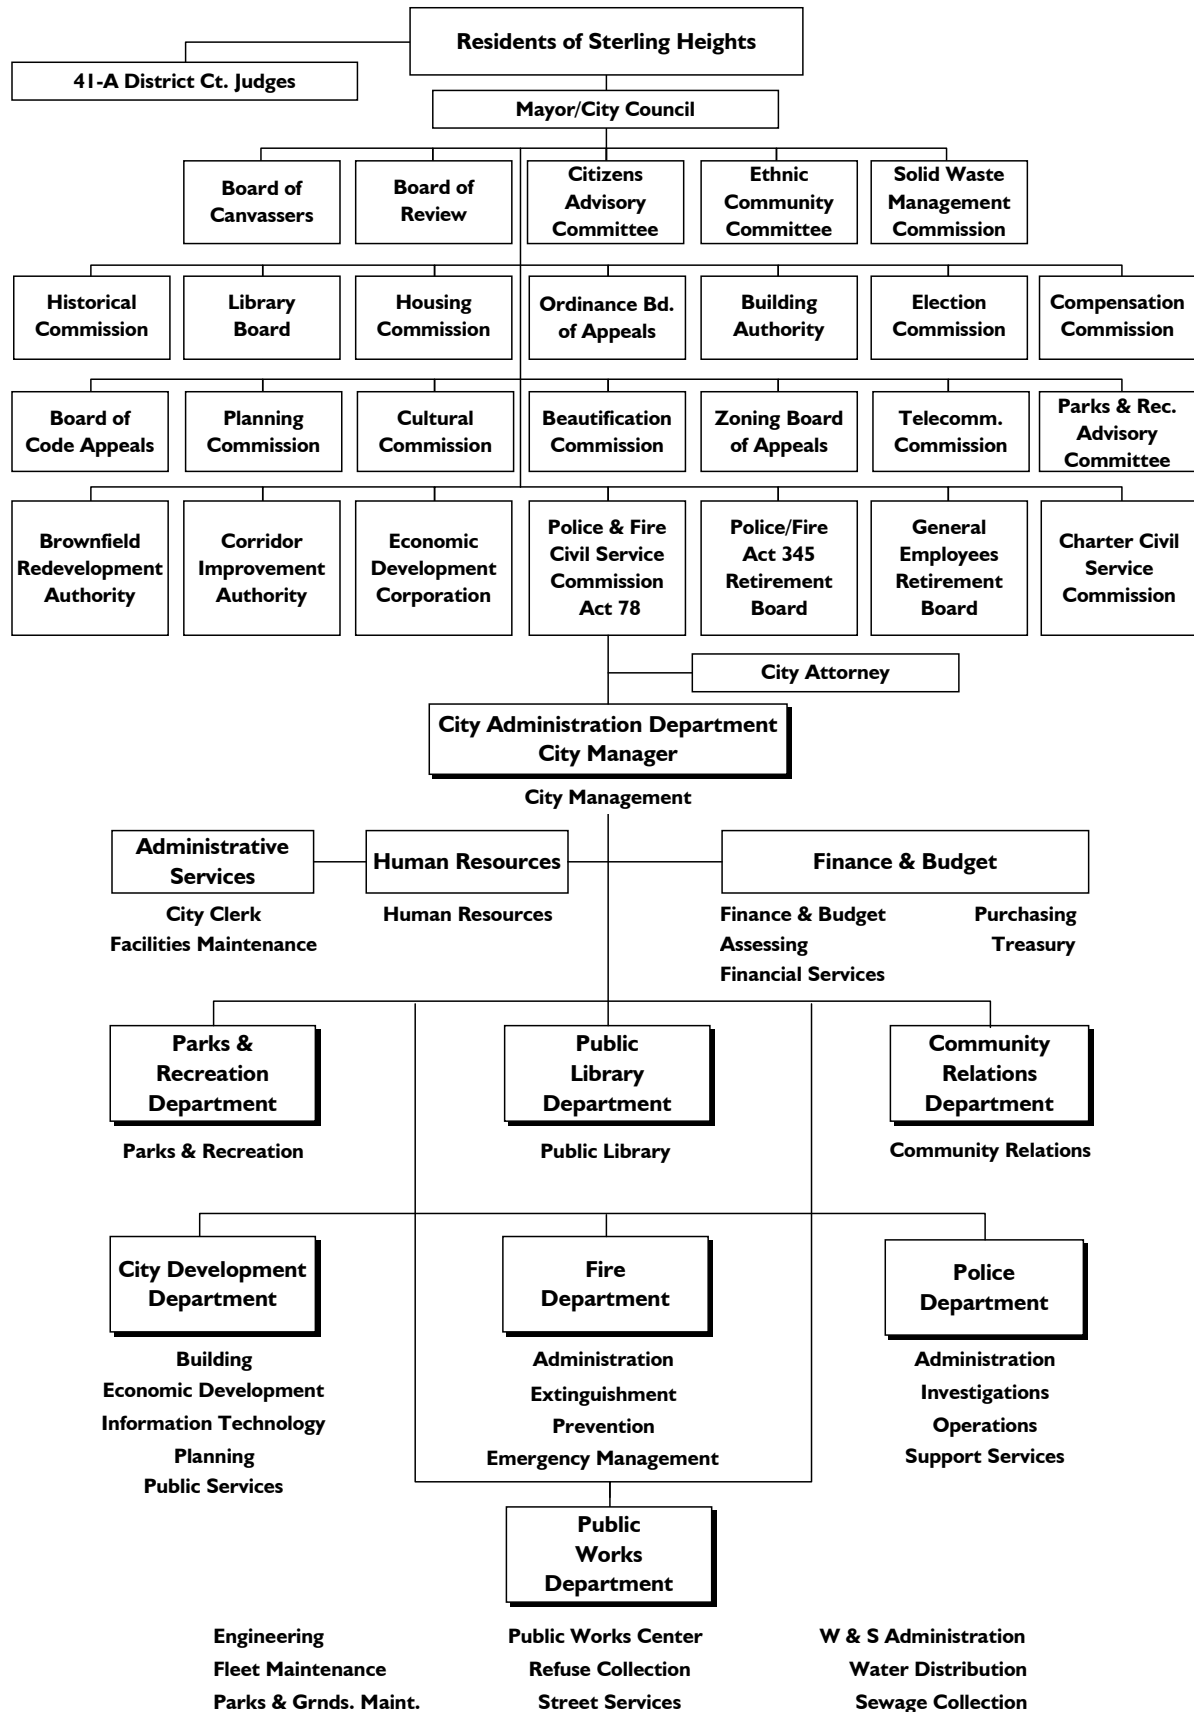 Residents of Sterling Heights
41-A District Ct. Judges
Mayor/City Council
Board of
Canvassers
Board of
Review
Citizens
Advisory
Committee
Ethnic
Community
Committee
Solid Waste
Management
Commission
Historical
Commission
Library
Board
Housing
Commission
Ordinance Bd.
of Appeals
Building
Authority
Election
Commission
Compensation
Commission
Board of
Code Appeals
Planning
Commission
Cultural
Commission
Beautification
Commission
Zoning Board
of Appeals
Telecomm.
Commission
Parks & Rec.
Advisory
Committee
Brownfield
Redevelopment
Authority
Corridor
Improvement
Authority
Economic
Development
Corporation
Police & Fire
Civil Service
Commission
Act 78
Police/Fire
Act 345
Retirement
Board
General
Employees
Retirement
Board
Charter Civil
Service
Commission
City Attorney
City Administration Department
City Manager
City Management
Administrative
Services
City Clerk
Facilities Maintenance
Human Resources
Human Resources
Finance & Budget
Finance & Budget
Assessing
Financial Services
Purchasing
Treasury
Parks &
Recreation
Department
Parks & Recreation
Public
Library
Department
Public Library
Community
Relations
Department
Community Relations
City Development
Department
Building
Economic Development
Information Technology
Planning
Public Services
Fire
Department
Administration
Extinguishment
Prevention
Emergency Management
Police
Department
Administration
Investigations
Operations
Support Services
Public
Works
Department
Engineering
Fleet Maintenance
Parks & Grnds. Maint.
Public Works Center
Refuse Collection
Street Services
W & S Administration
Water Distribution
Sewage Collection